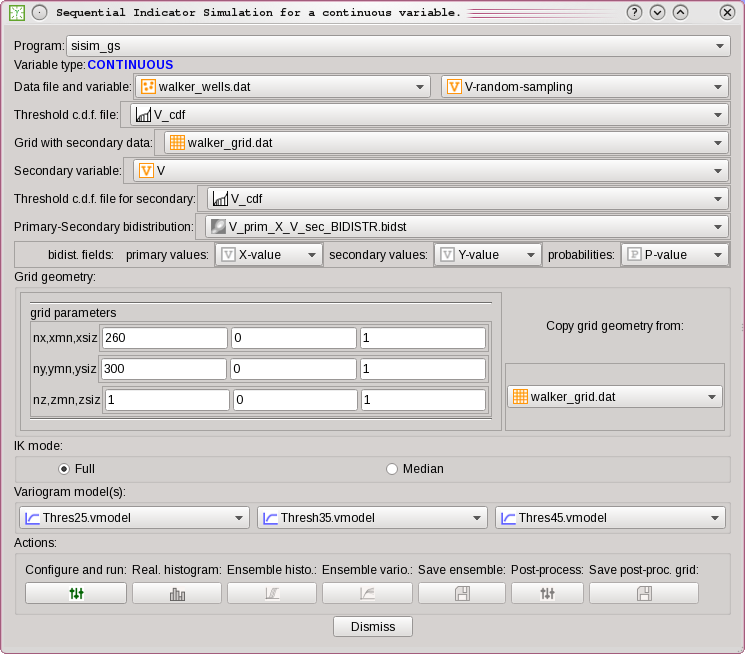 Sequential Indicator Simulation for a continuous variable.
Program: sisim_gs
Variable type: CONTINUOUS
Data file and variable: walker_wells.dat V V-random-sampling
Threshold c.d.f. file: V_cdf
Grid with secondary data: walker_grid.dat
Secondary variable: V V
Threshold c.d.f. file for secondary: V_cdf
Primary-Secondary bidistribution: V_prim_X_V_sec_BIDISTR.bidst
bidist. fields: primary values: V X-value secondary values: V Y-value probabilities: P P-value
Grid geometry:
grid parameters
nx,xmn,xsiz 260 0 1
ny,ymn,ysiz 300 0 1
nz,zmn,zsiz 1 0 1
Copy grid geometry from:
walker_grid.dat
IK mode:
Full Median
Variogram model(s):
Thres25.vmodel Thresh35.vmodel Thres45.vmodel
Actions:
Configure and run: Real. histogram: Ensemble histo.: Ensemble vario.: Save ensemble: Post-process: Save post-proc. grid:
Dismiss